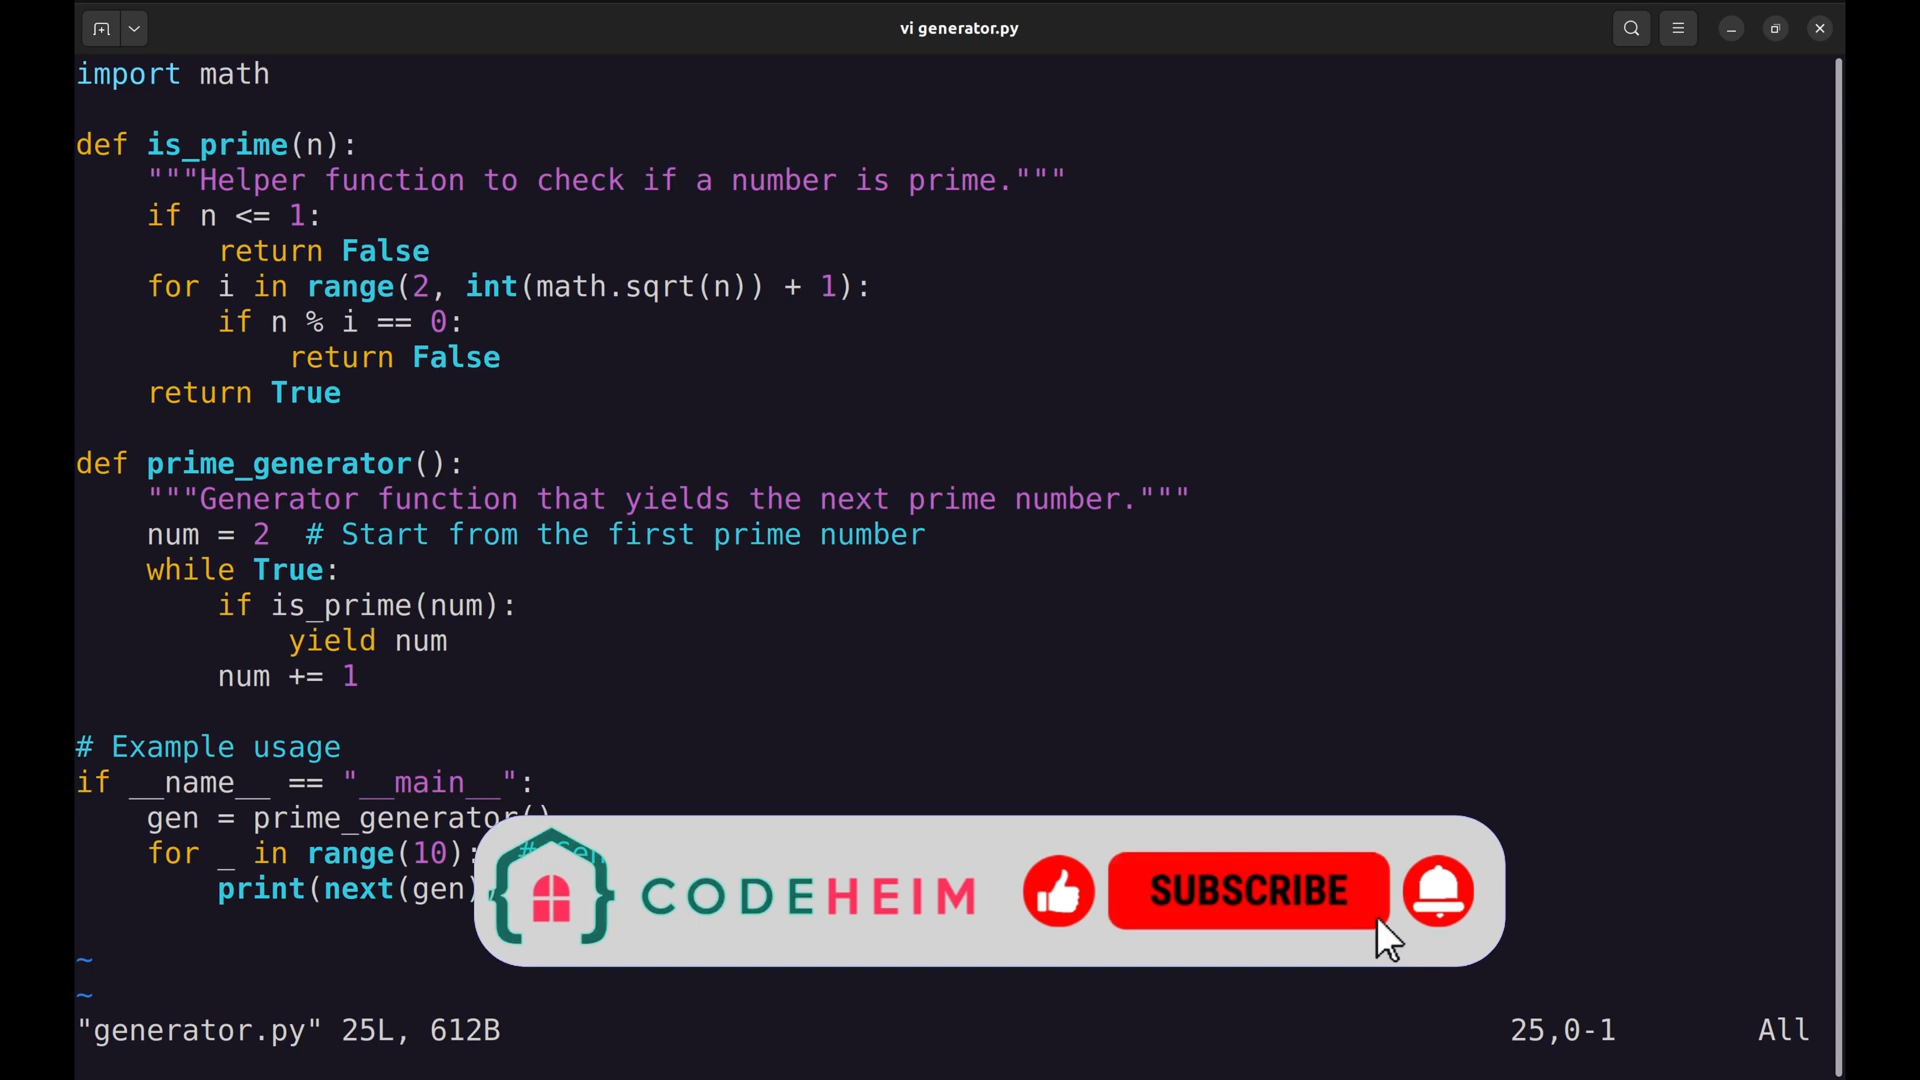 vi generator.py
import math
def is_prime(n):
"""Helper function to check if a number is prime."""
if n <= 1:
return False
for i in range(2, int(math.sqrt(n)) + 1):
if n % i == 0:
return False
return True
def prime_generator():
"""Generator function that yields the next prime number."""
num = 2  # Start from the first prime number
while True:
if is_prime(num):
yield num
num += 1
# Example usage
if __name__ == "__main__":
gen = prime_generator()
for _ in range(10): # Gen
print(next(gen)
CODEHEIM
SUBSCRIBE
~
~
"generator.py" 25L, 612B 25,0-1 All